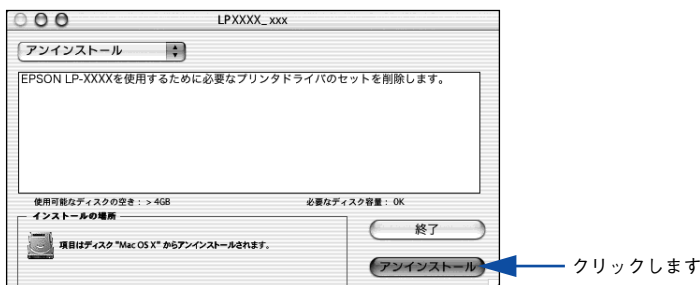 LPXXXX_xxx
アンインストール
EPSON LP-XXXXを使用するために必要なプリンタドライバのセットを削除します。
使用可能なディスクの空き： > 4GB 必要なディスク容量： 0K
インストールの場所
項目はディスク "Mac OS X" からアンインストールされます。
終了
アンインストール
クリックします